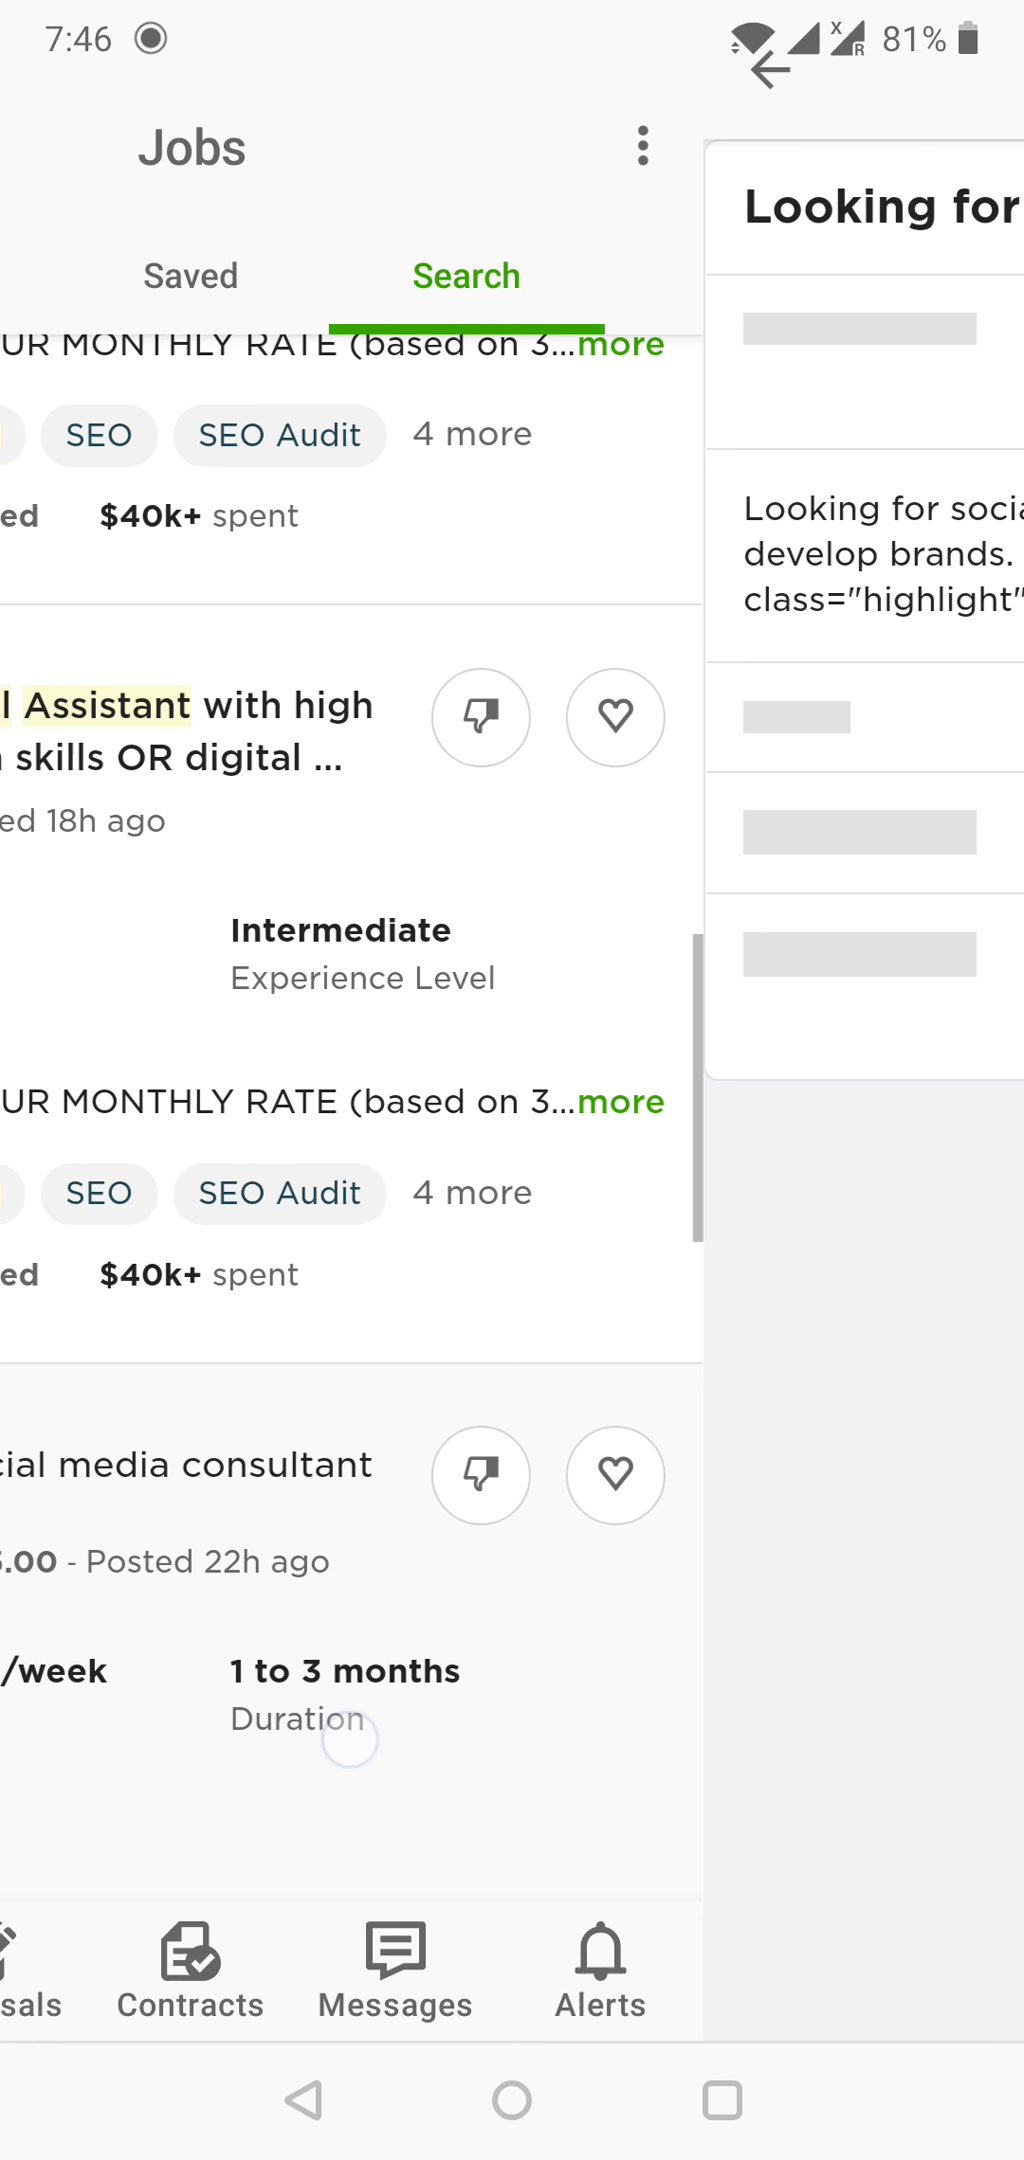 7:46
R
81%
Jobs
Saved
Search
UR MONTHLY RATE (based on 3...more
SEO
SEO Audit
4 more
ed
$40k+ spent
l Assistant with high
skills OR digital ...
ed 18h ago
Intermediate
Experience Level
UR MONTHLY RATE (based on 3...more
SEO
SEO Audit
4 more
ed
$40k+ spent
cial media consultant
.00 - Posted 22h ago
/week
1 to 3 months
Duration
sals
Contracts
Messages
Alerts
Looking for
Looking for socia
develop brands.
class="highlight"